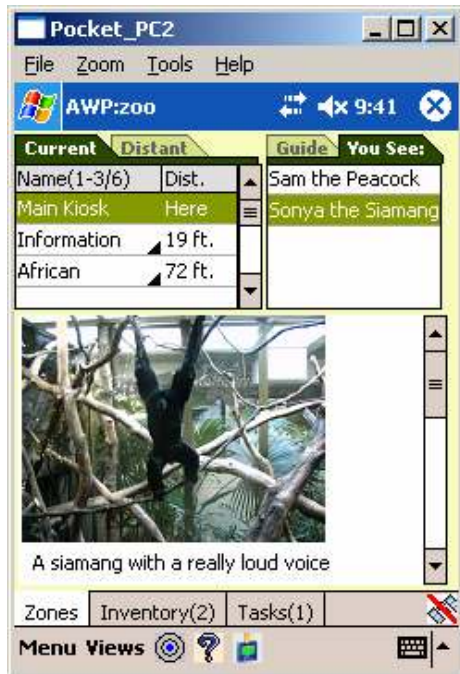 Pocket_PC2
File Zoom Tools Help
AWP:zoo 9:41
Current Distant Guide You See:
Name(1-3/6) Dist. Sam the Peacock
Main Kiosk Here Sonya the Siamang
Information 19 ft.
African 72 ft.
A siamang with a really loud voice
Zones Inventory(2) Tasks(1)
Menu Views